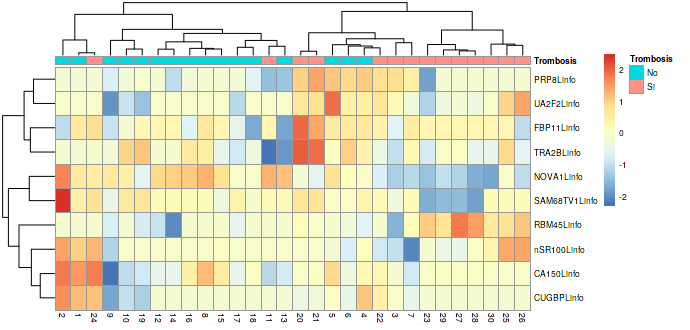 Trombosis
Trombosis
No
SI
PRP8Linfo
UA2F2Linfo
FBP11Linfo
TRA2BLinfo
NOVA1Linfo
SAM68TV1Linfo
RBM45Linfo
nSR100Linfo
CA150Linfo
CUGBPLinfo
2
1
0
-1
-2
2 1 24 9 10 19 12 14 16 8 15 17 18 11 13 20 21 5 6 4 22 3 7 23 29 27 28 30 25 26